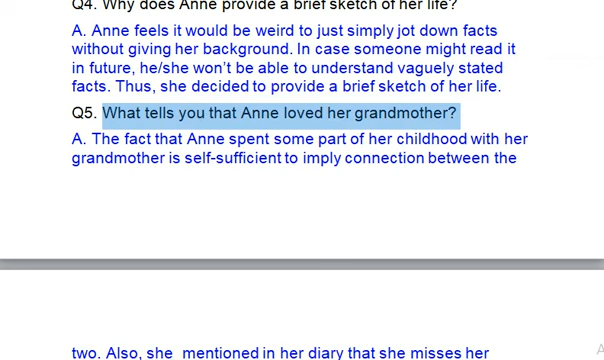 Q4. Why does Anne provide a brief sketch of her life?
A. Anne feels it would be weird to just simply jot down facts
without giving her background. In case someone might read it
in future, he/she won’t be able to understand vaguely stated
facts. Thus, she decided to provide a brief sketch of her life.
Q5. What tells you that Anne loved her grandmother?
A. The fact that Anne spent some part of her childhood with her
grandmother is self-sufficient to imply connection between the
two. Also, she mentioned in her diary that she misses her